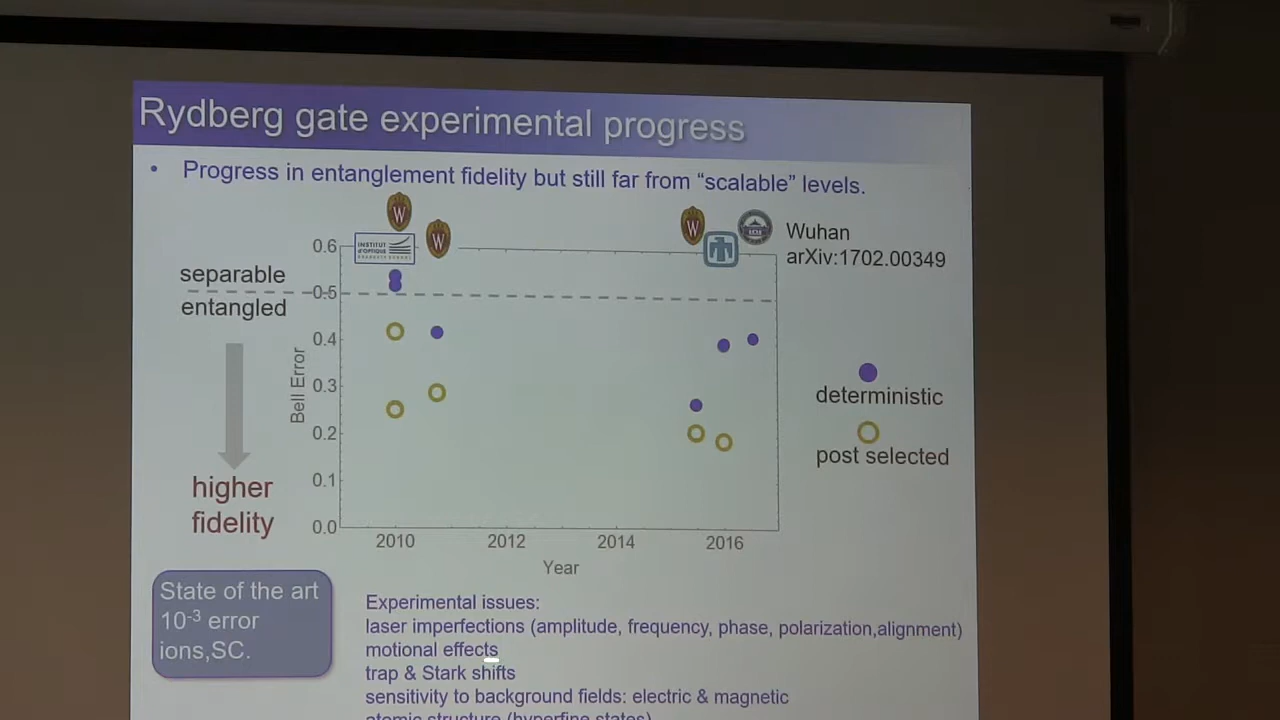 Rydberg gate experimental progress
• Progress in entanglement fidelity but still far from “scalable” levels.
W
W
W
INSTITUT
d'OPTIQUE
Wuhan
arXiv:1702.00349
separable
entangled
higher
fidelity
Bell Error
0.6
0.5
0.4
0.3
0.2
0.1
0.0
2010 2012 2014 2016
Year
deterministic
post selected
State of the art
10⁻³ error
ions,SC.
Experimental issues:
laser imperfections (amplitude, frequency, phase, polarization,alignment)
motional effects
trap & Stark shifts
sensitivity to background fields: electric & magnetic
atomic structure (hyperfine states)